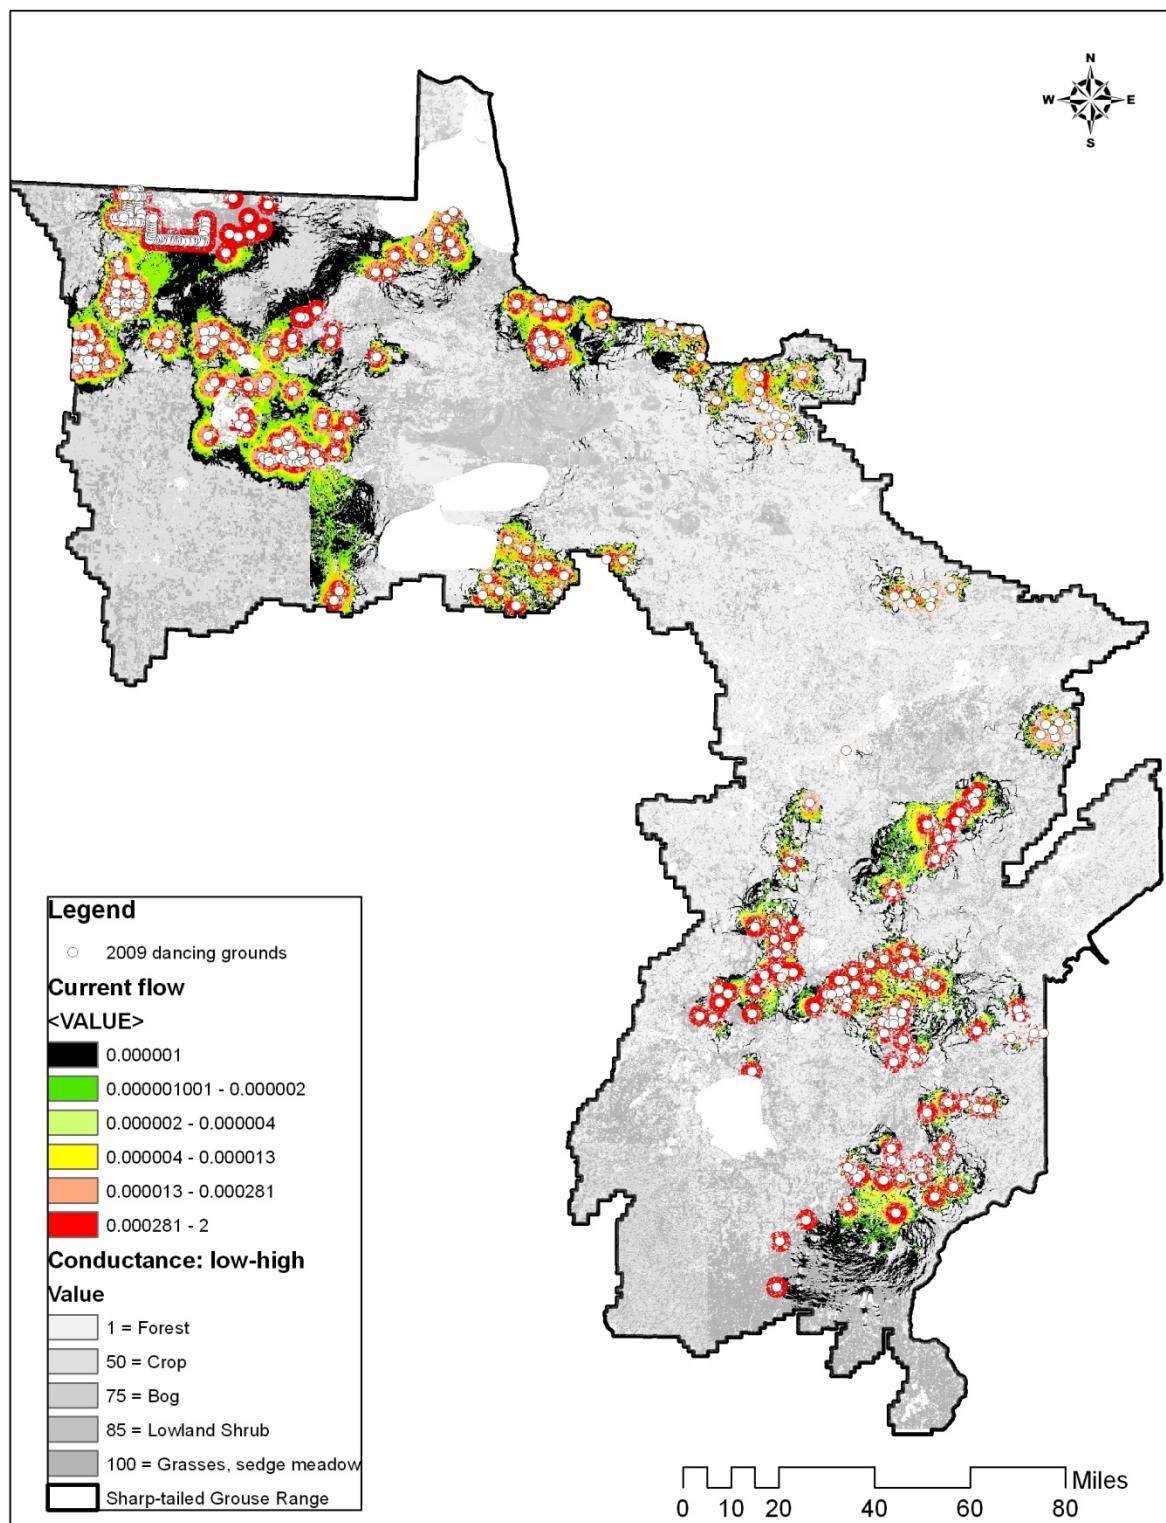 N
W E
S
Legend
2009 dancing grounds
Current flow
<VALUE>
0.000001
0.000001001 - 0.000002
0.000002 - 0.000004
0.000004 - 0.000013
0.000013 - 0.000281
0.000281 - 2
Conductance: low-high
Value
1 = Forest
50 = Crop
75 = Bog
85 = Lowland Shrub
100 = Grasses, sedge meadow
Sharp-tailed Grouse Range
Miles
0 10 20 40 60 80